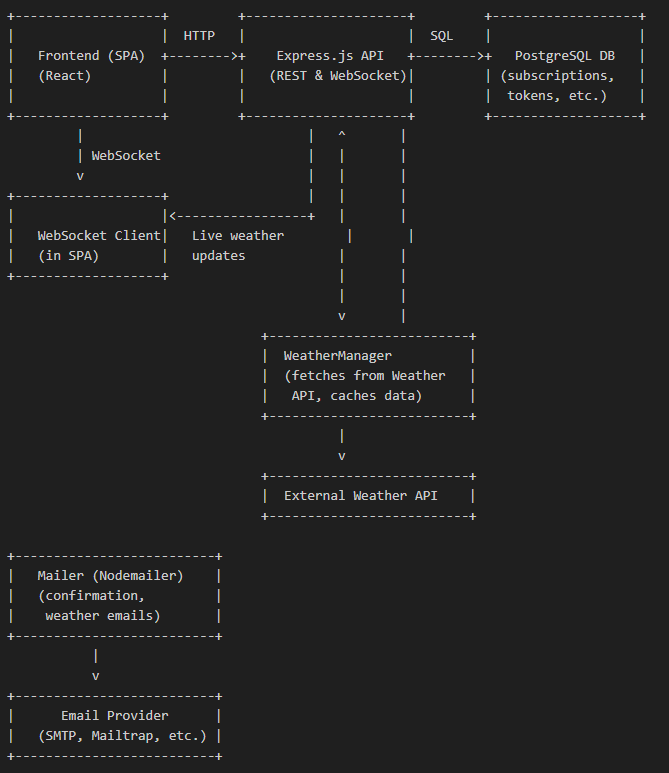 +-------------------+         +---------------------+         +-------------------+
|                   |  HTTP   |                     |  SQL    |                   |
|   Frontend (SPA)  +-------->+    Express.js API   +-------->+   PostgreSQL DB   |
|   (React)         |         |   (REST & WebSocket)|         | (subscriptions,   |
|                   |         |                     |         |  tokens, etc.)    |
+-------------------+         +---------------------+         +-------------------+
         |                             |   ^       |
         | WebSocket                   |   |       |
         v                             |   |       |
+-------------------+                  |   |       |
|                   |<-----------------+   |       |
|   WebSocket Client|   Live weather        |       |
|   (in SPA)        |   updates            |       |
+-------------------+                      |       |
                                           |       |
                                           v       |
                                 +--------------------------+
                                 |  WeatherManager          |
                                 |  (fetches from Weather   |
                                 |   API, caches data)      |
                                 +--------------------------+
                                           |
                                           v
                                 +--------------------------+
                                 |  External Weather API    |
                                 +--------------------------+

+--------------------------+
|   Mailer (Nodemailer)    |
|   (confirmation,         |
|    weather emails)       |
+--------------------------+
           |
           v
+--------------------------+
|      Email Provider      |
|   (SMTP, Mailtrap, etc.) |
+--------------------------+